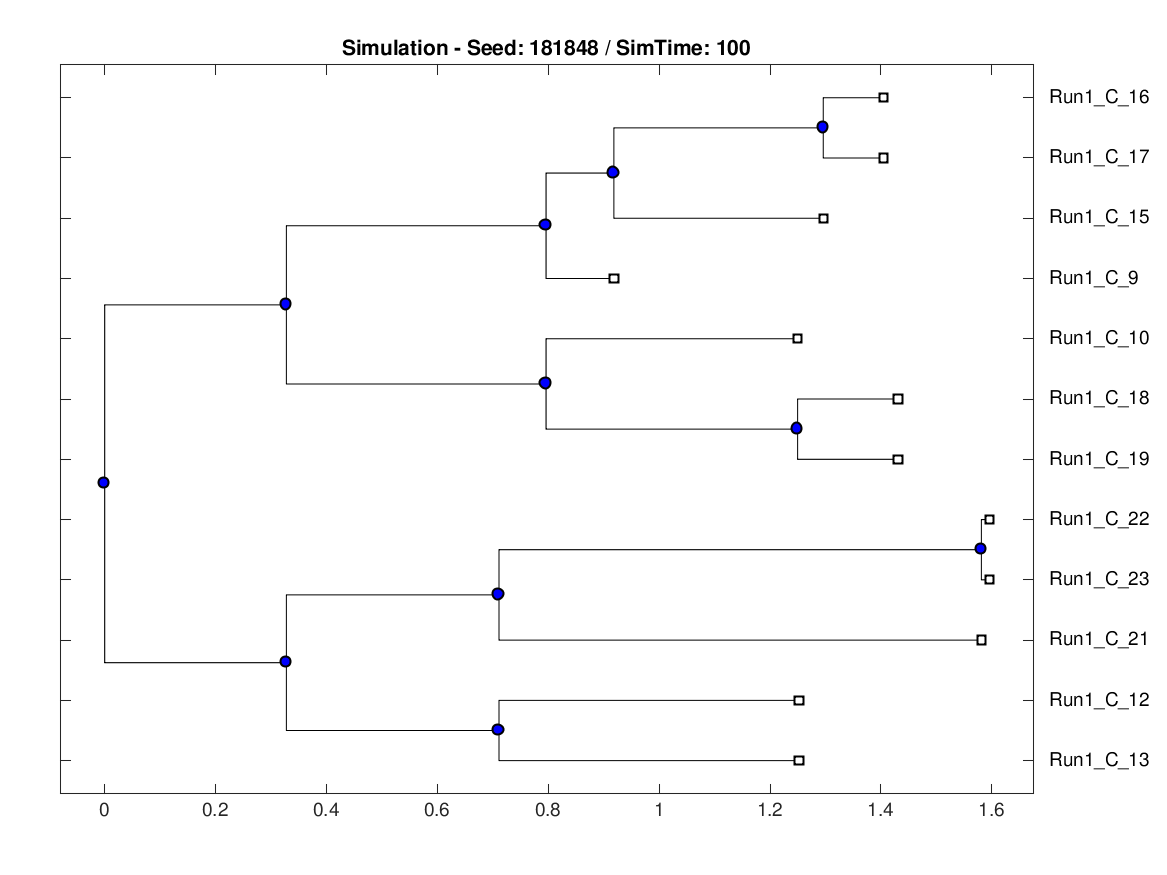 Simulation - Seed: 181848 / SimTime: 100
Run1_C_16
Run1_C_17
Run1_C_15
Run1_C_9
Run1_C_10
Run1_C_18
Run1_C_19
Run1_C_22
Run1_C_23
Run1_C_21
Run1_C_12
Run1_C_13
0 0.2 0.4 0.6 0.8 1 1.2 1.4 1.6